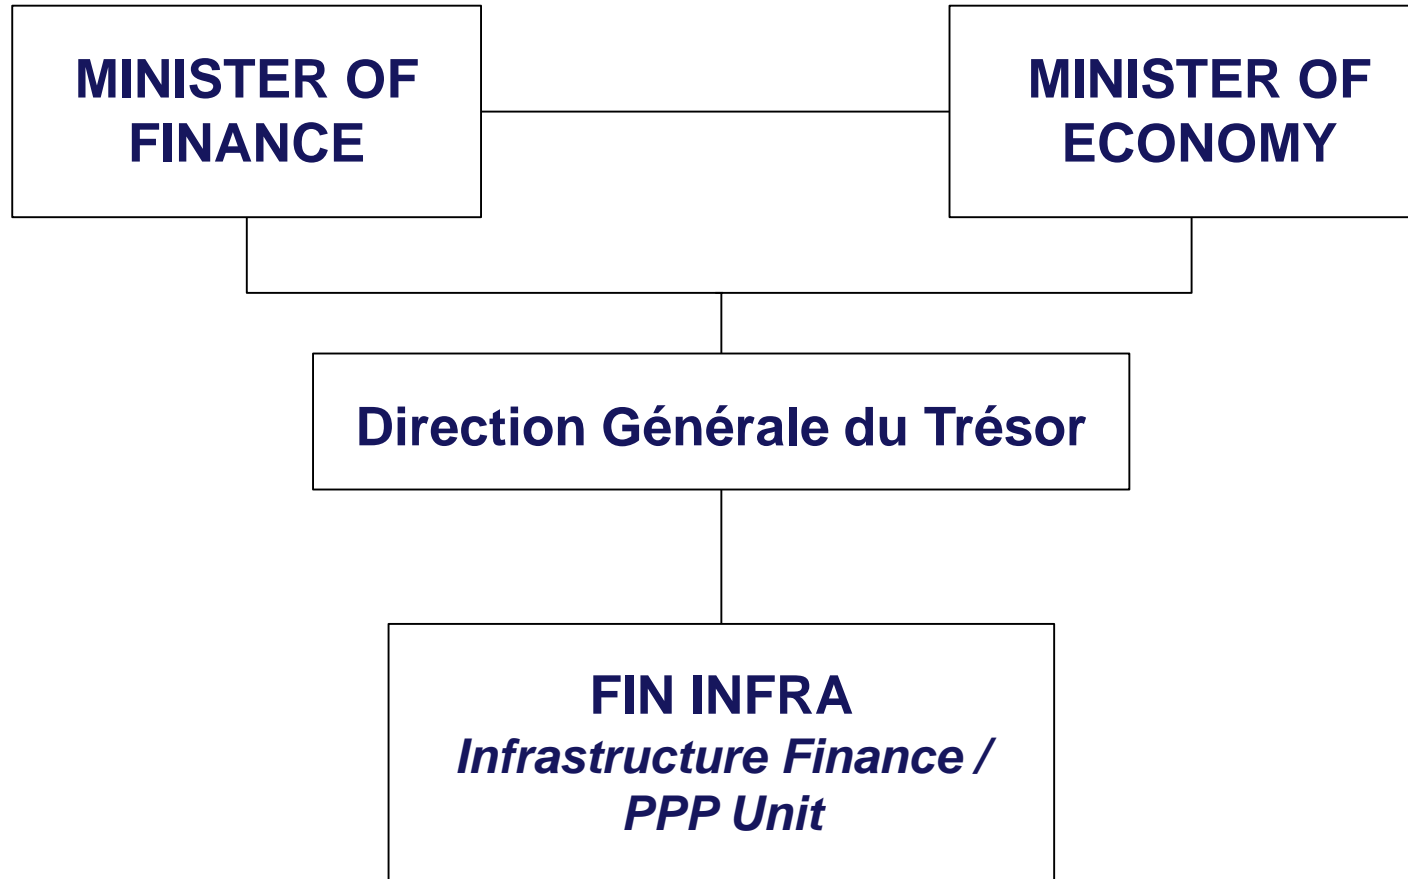 MINISTER OF
FINANCE
MINISTER OF
ECONOMY
Direction Générale du Trésor
FIN INFRA
Infrastructure Finance /
PPP Unit